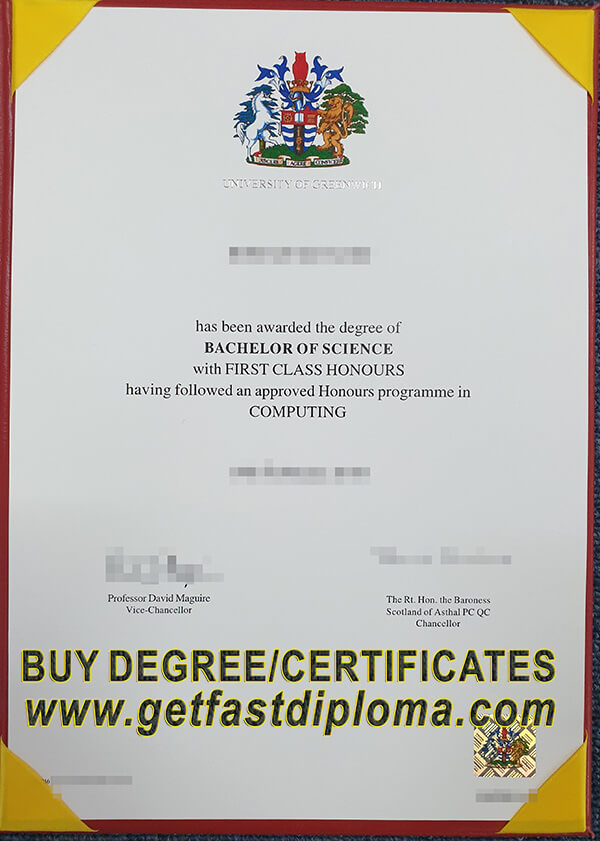 UNIVERSITY OF GREENWICH
has been awarded the degree of
BACHELOR OF SCIENCE
with FIRST CLASS HONOURS
having followed an approved Honours programme in
COMPUTING
Professor David Maguire
Vice-Chancellor
The Rt. Hon. the Baroness
Scotland of Asthal PC QC
Chancellor
BUY DEGREE/CERTIFICATES
www.getfastdiploma.com